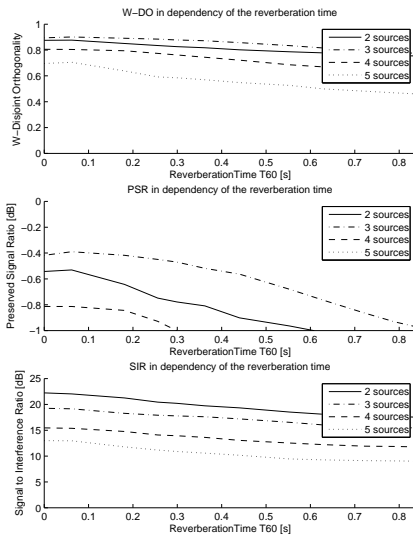 W−DO in dependency of the reverberation time
W−Disjoint Orthogonality
1
0.8
0.6
0.4
0.2
0
2 sources
3 sources
4 sources
5 sources
0 0.1 0.2 0.3 0.4 0.5 0.6 0.7 0.8
ReverberationTime T60 [s]
PSR in dependency of the reverberation time
Preserved Signal Ratio [dB]
0
−0.2
−0.4
−0.6
−0.8
−1
2 sources
3 sources
4 sources
5 sources
0 0.1 0.2 0.3 0.4 0.5 0.6 0.7 0.8
ReverberationTime T60 [s]
SIR in dependency of the reverberation time
Signal to Interference Ratio [dB]
25
20
15
10
5
0
2 sources
3 sources
4 sources
5 sources
0 0.1 0.2 0.3 0.4 0.5 0.6 0.7 0.8
ReverberationTime T60 [s]